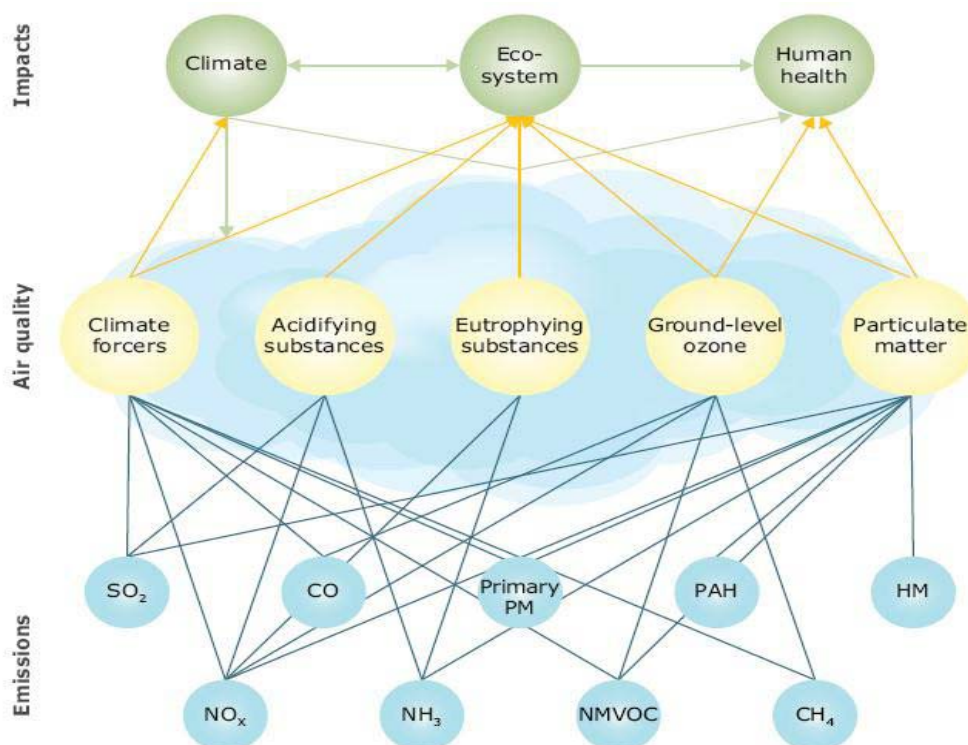 Impacts
Climate
Eco-
system
Human
health
Air quality
Climate
forcers
Acidifying
substances
Eutrophying
substances
Ground-level
ozone
Particulate
matter
Emissions
SO₂
CO
Primary
PM
PAH
HM
NOₓ
NH₃
NMVOC
CH₄